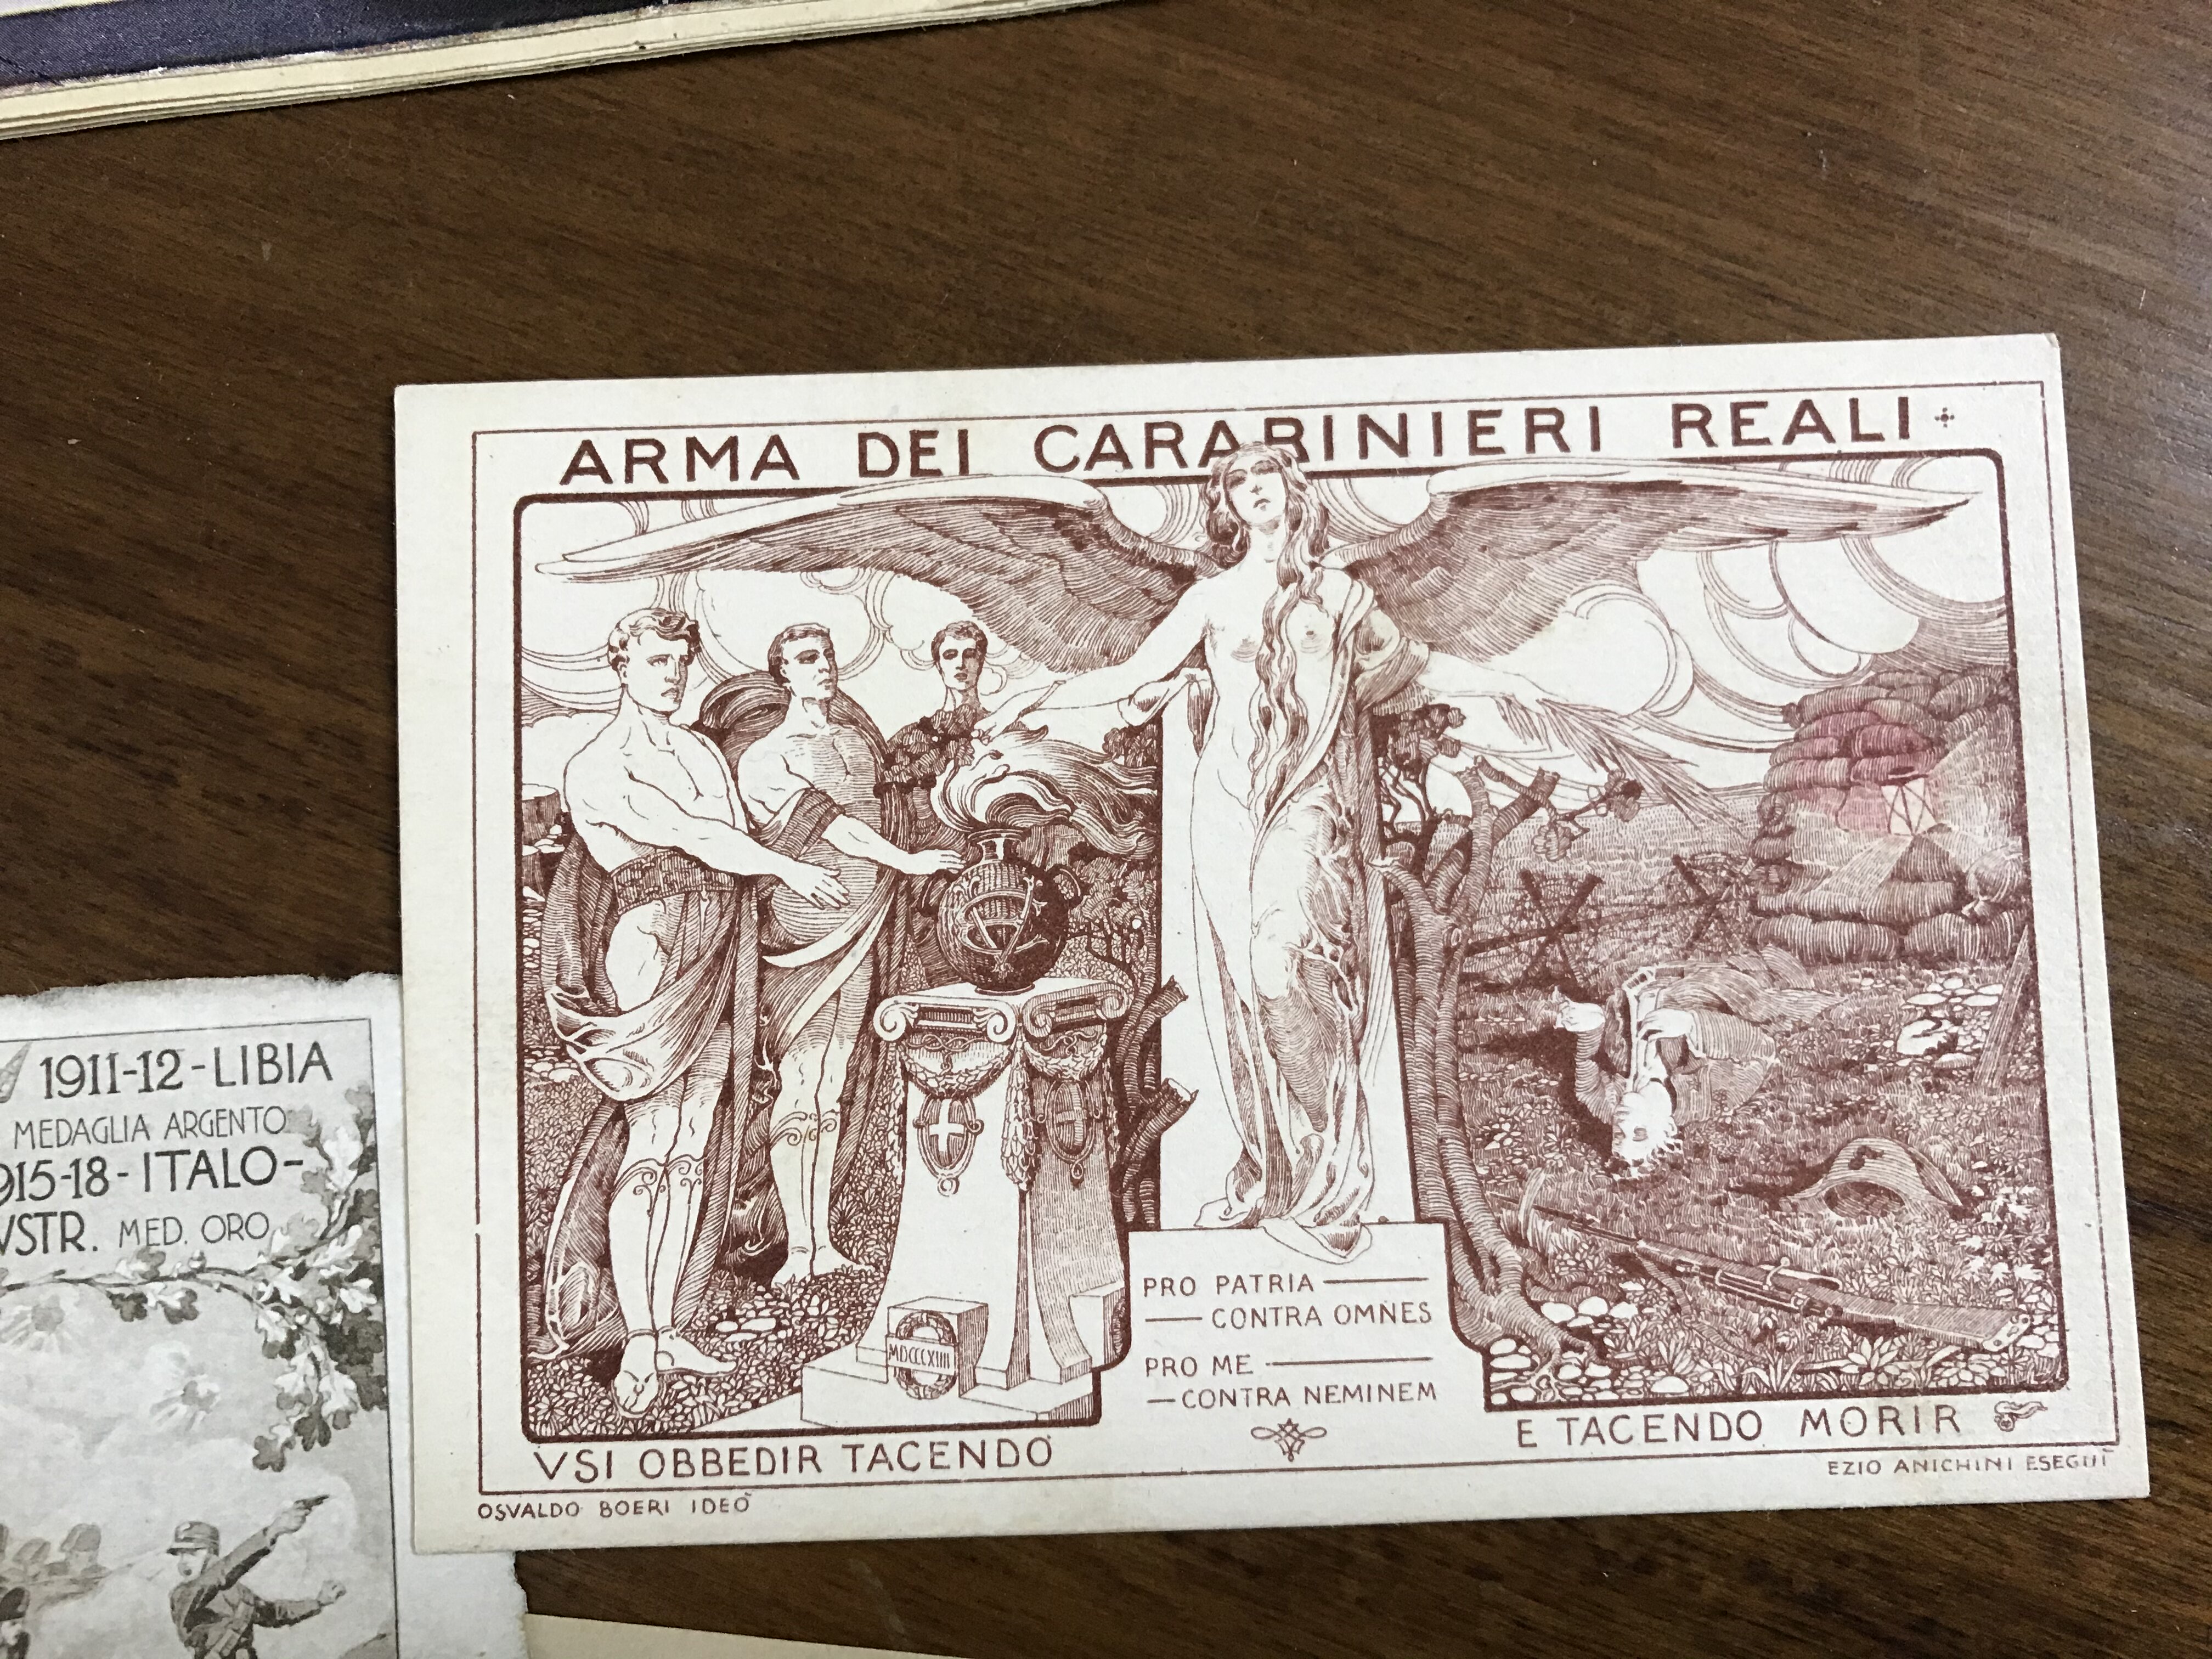 ARMA DEI CARABINIERI REALI
MDCCCXIIII
PRO PATRIA
CONTRA OMNES
PRO ME
CONTRA NEMINEM
VSI OBBEDIR TACENDO
E TACENDO MORIR
OSVALDO BOERI IDEÒ
EZIO ANICHINI ESEGUÌ
1911-12-LIBIA
MEDAGLIA ARGENTO
915-18-ITALO-
VSTR. MED. ORO